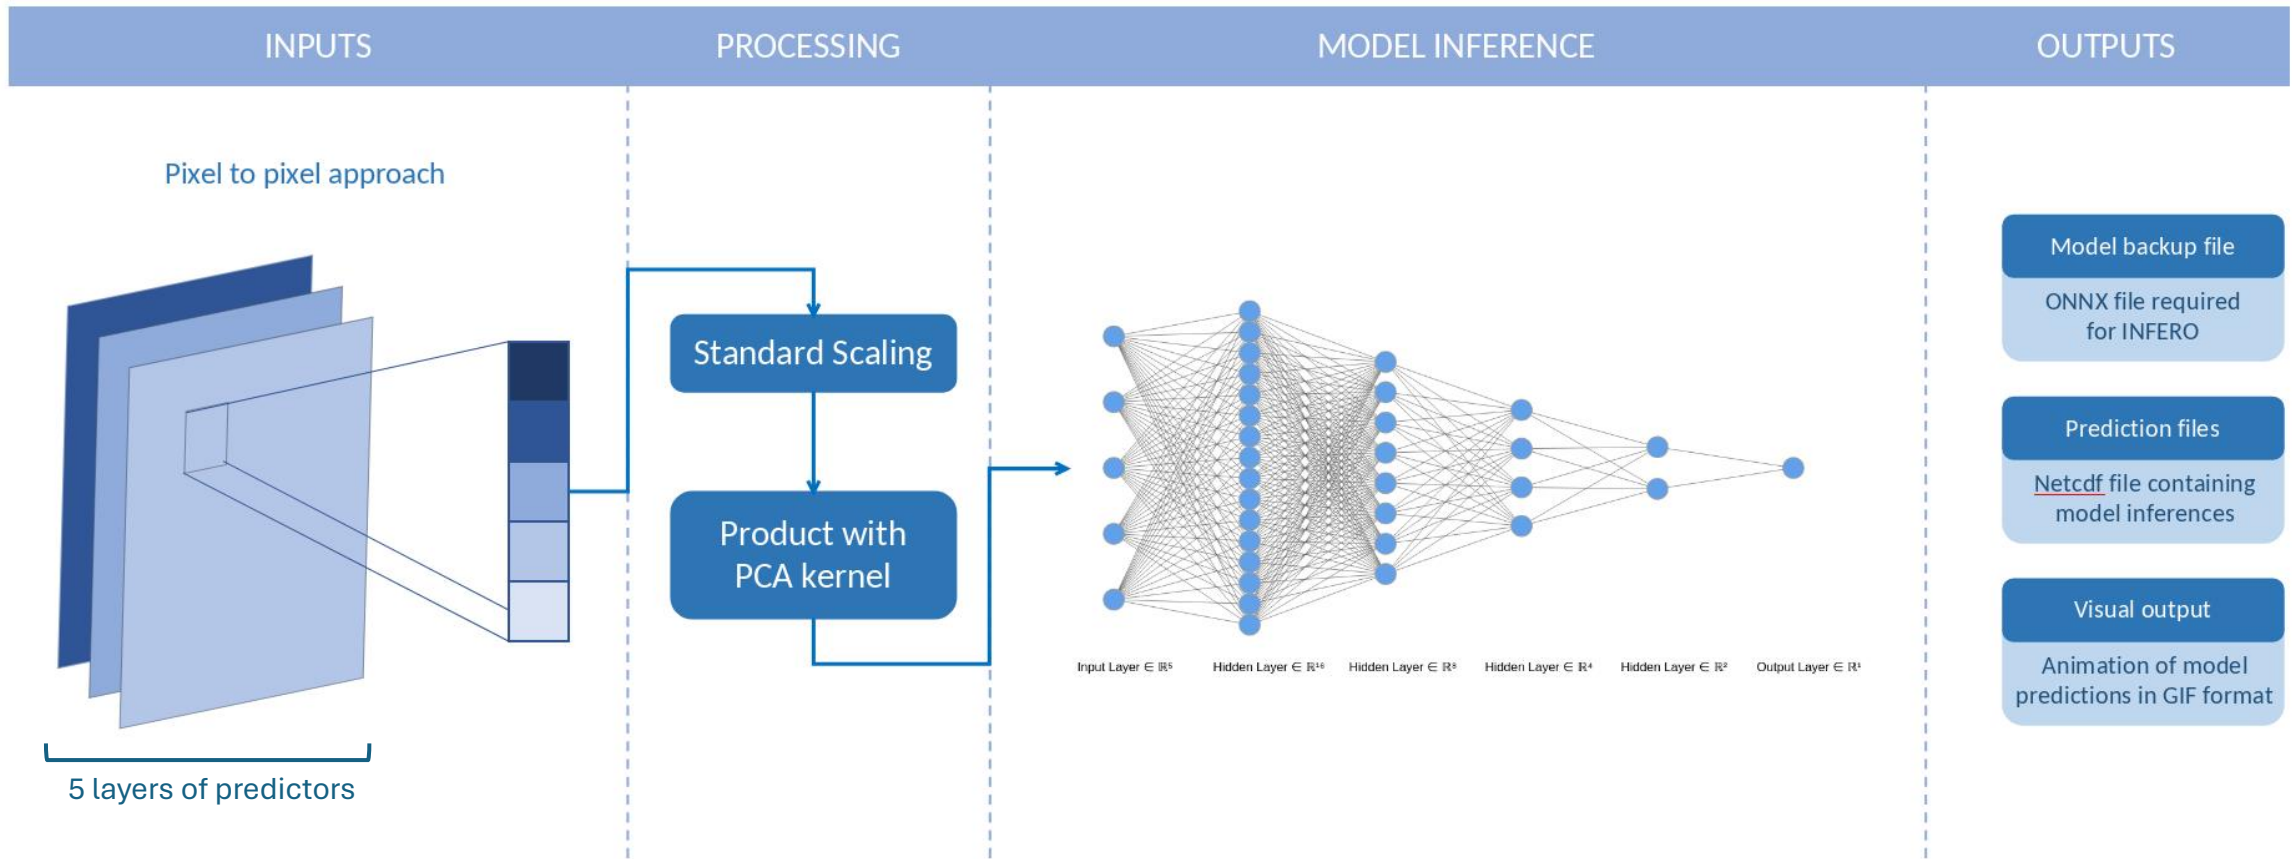 INPUTS
PROCESSING
MODEL INFERENCE
OUTPUTS
Pixel to pixel approach
5 layers of predictors
Standard Scaling
Product with
PCA kernel
Input Layer ∈ ℝ⁵
Hidden Layer ∈ ℝ¹⁶
Hidden Layer ∈ ℝ⁸
Hidden Layer ∈ ℝ⁴
Hidden Layer ∈ ℝ²
Output Layer ∈ ℝ¹
Model backup file
ONNX file required
for INFERO
Prediction files
Netcdf file containing
model inferences
Visual output
Animation of model
predictions in GIF format